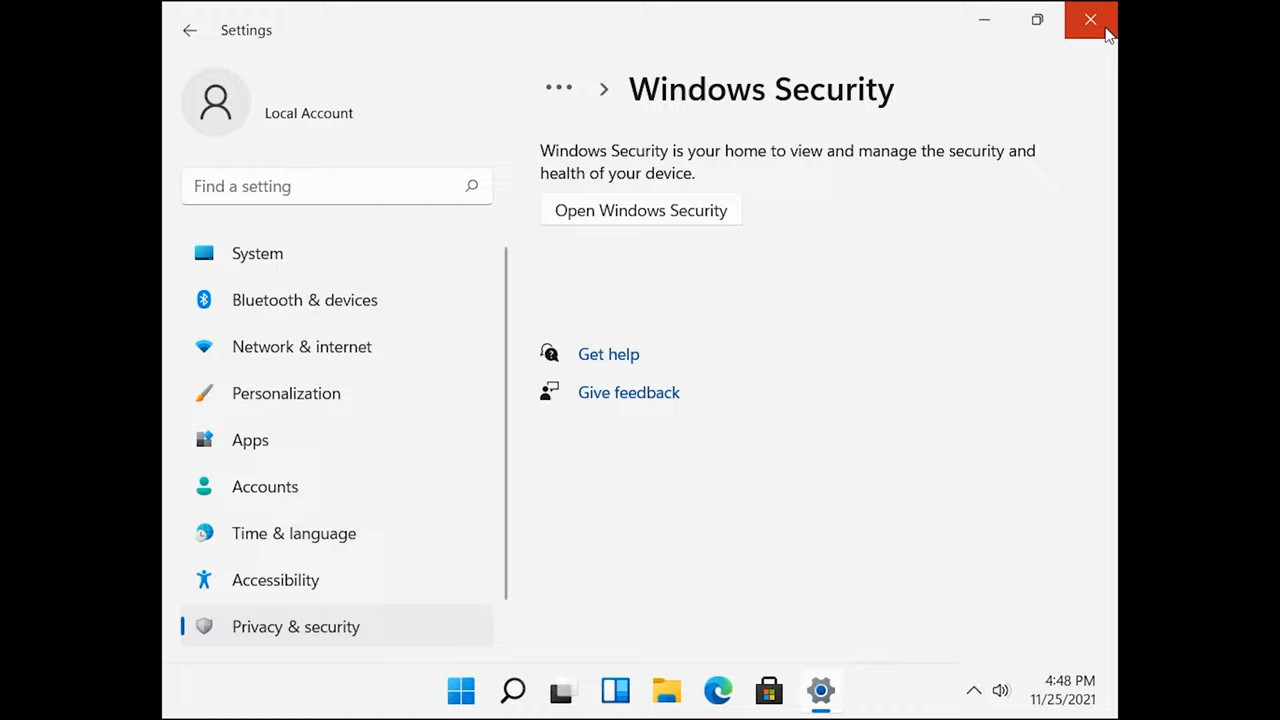 Settings
Local Account
Find a setting
System
Bluetooth & devices
Network & internet
Personalization
Apps
Accounts
Time & language
Accessibility
Privacy & security
Windows Security
Windows Security is your home to view and manage the security and
health of your device.
Open Windows Security
Get help
Give feedback
4:48 PM
11/25/2021